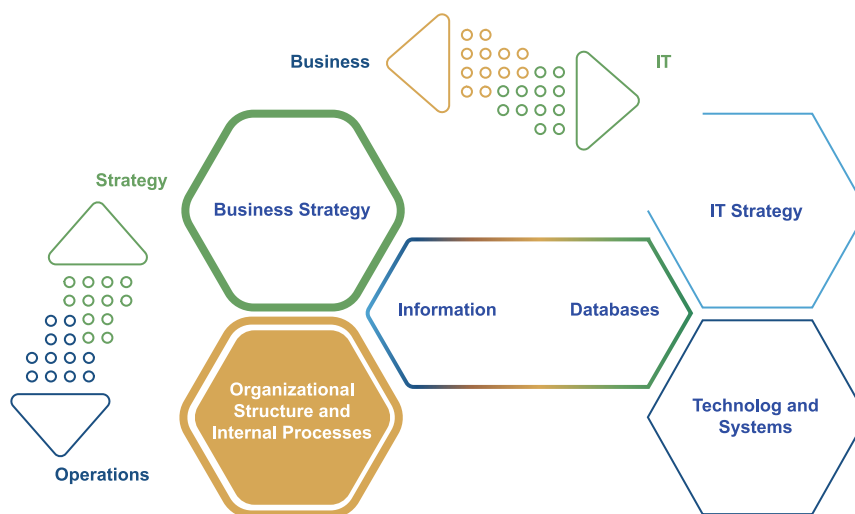 Business
IT
Strategy
Business Strategy
IT Strategy
Information
Databases
Organizational
Structure and
Internal Processes
Technolog and
Systems
Operations